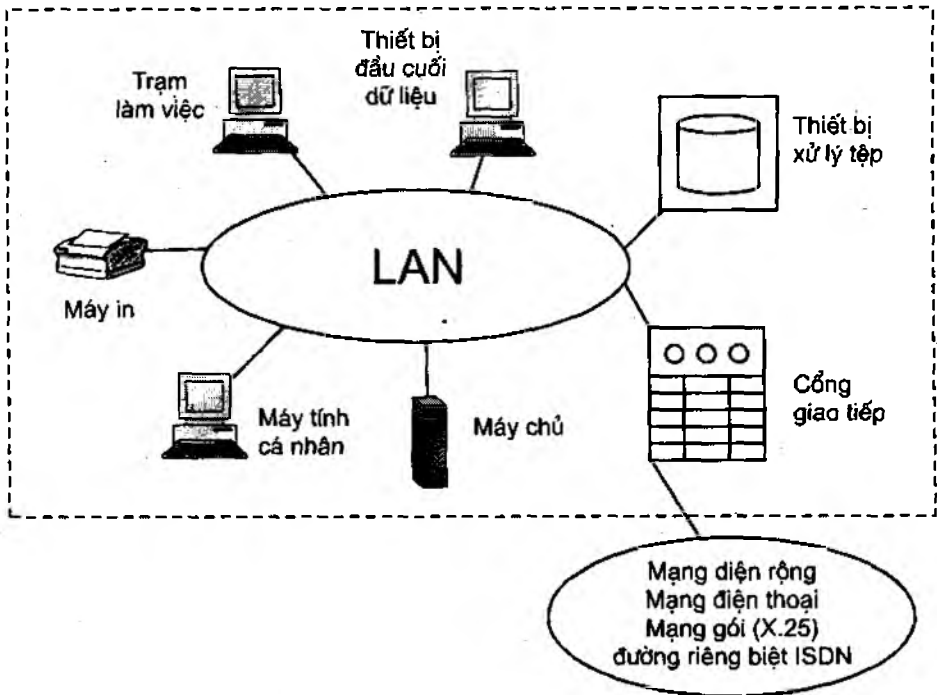 Trạm
làm việc
Thiết bị
đầu cuối
dữ liệu
Thiết bị
xử lý tệp
LAN
Máy in
Máy tính
cá nhân
Máy chủ
Cổng
giao tiếp
Mạng diện rộng
Mạng điện thoại
Mạng gói (X.25)
đường riêng biệt ISDN